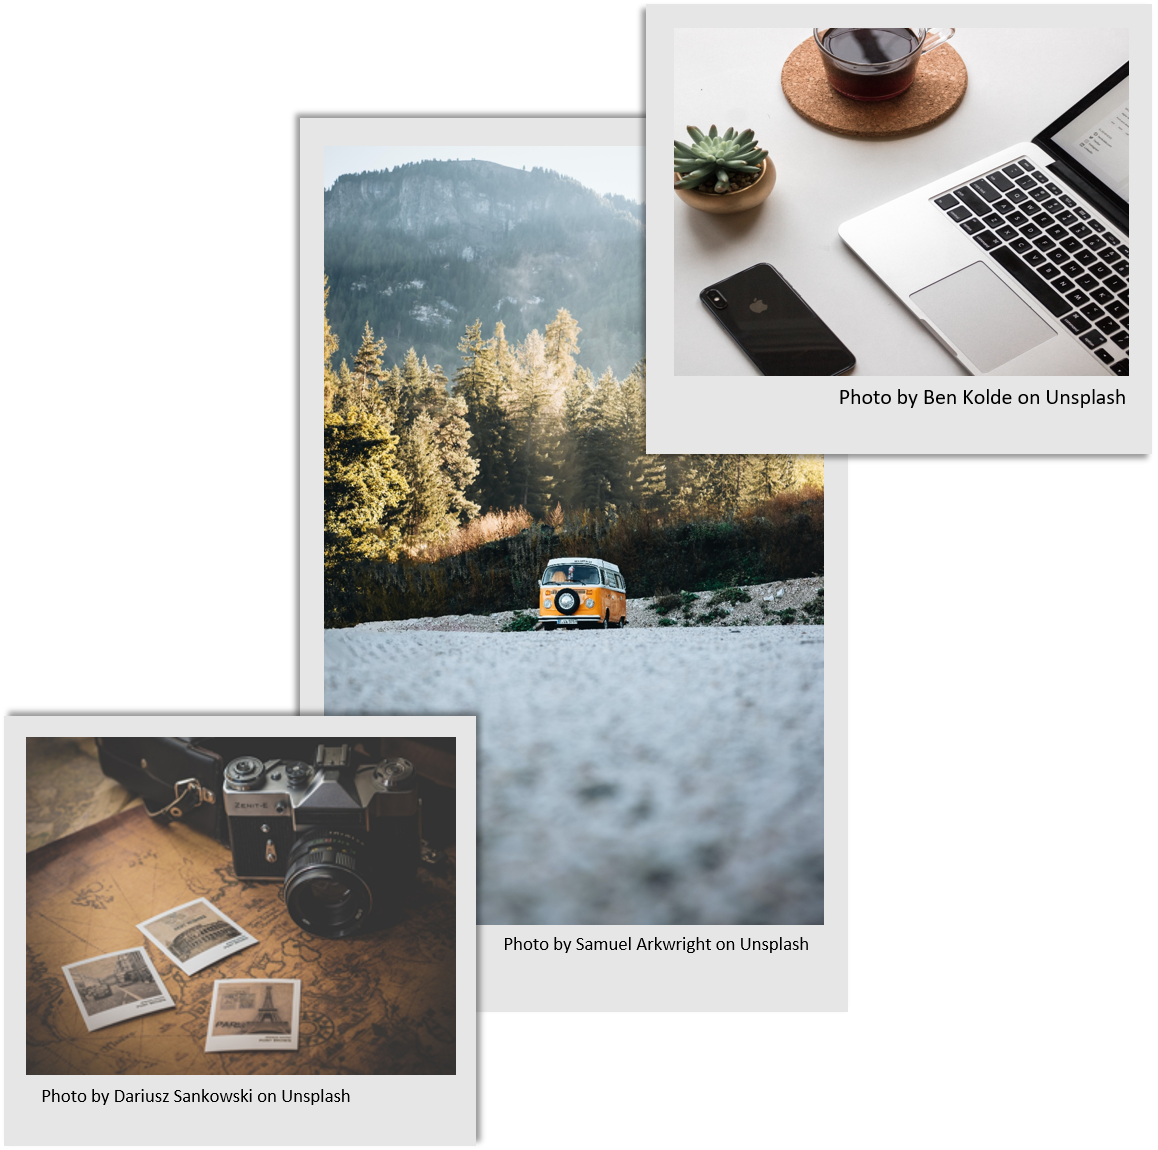 Photo by Ben Kolde on Unsplash
Photo by Samuel Arkwright on Unsplash
ZENIT-E
PARIS
Photo by Dariusz Sankowski on Unsplash